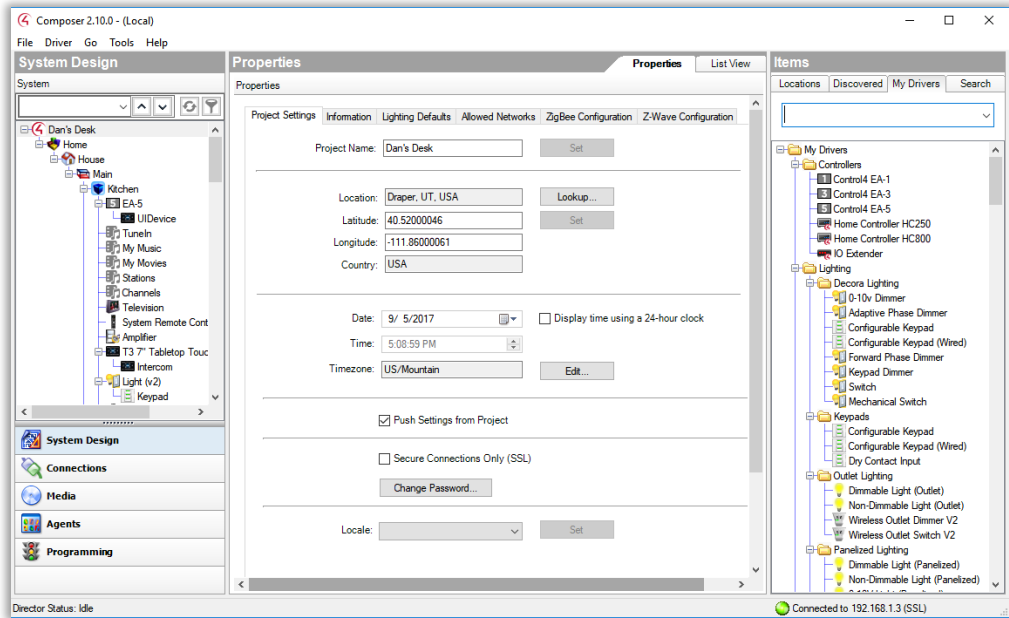 Composer 2.10.0 - (Local)
File Driver Go Tools Help
System Design
System
Dan's Desk
Home
House
Main
Kitchen
EA-5
UIDevice
TuneIn
My Music
My Movies
Stations
Channels
Television
System Remote Cont
Amplifier
T3 7" Tabletop Touc
Intercom
Light (v2)
Keypad
System Design
Connections
Media
Agents
Programming
Properties
Properties List View
Properties
Project Settings Information Lighting Defaults Allowed Networks ZigBee Configuration Z-Wave Configuration
Project Name: Dan's Desk Set
Location: Draper, UT, USA Lookup...
Latitude: 40.52000046 Set
Longitude: -111.86000061
Country: USA
Date: 9/ 5/2017 Display time using a 24-hour clock
Time: 5:08:59 PM
Timezone: US/Mountain Edit...
Push Settings from Project
Secure Connections Only (SSL)
Change Password...
Locale: Set
Items
Locations Discovered My Drivers Search
My Drivers
Controllers
Control4 EA-1
Control4 EA-3
Control4 EA-5
Home Controller HC250
Home Controller HC800
IO Extender
Lighting
Decora Lighting
0-10v Dimmer
Adaptive Phase Dimmer
Configurable Keypad
Configurable Keypad (Wired)
Forward Phase Dimmer
Keypad Dimmer
Switch
Mechanical Switch
Keypads
Configurable Keypad
Configurable Keypad (Wired)
Dry Contact Input
Outlet Lighting
Dimmable Light (Outlet)
Non-Dimmable Light (Outlet)
Wireless Outlet Dimmer V2
Wireless Outlet Switch V2
Panelized Lighting
Dimmable Light (Panelized)
Non-Dimmable Light (Panelized)
Director Status: Idle
Connected to 192.168.1.3 (SSL)